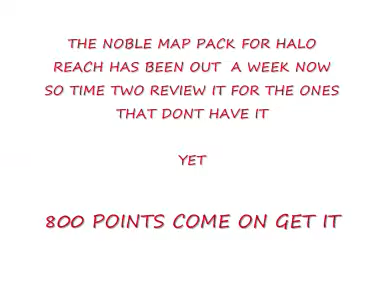 THE NOBLE MAP PACK FOR HALO
REACH HAS BEEN OUT A WEEK NOW
SO TIME TWO REVIEW IT FOR THE ONES
THAT DONT HAVE IT
YET
800 POINTS COME ON GET IT